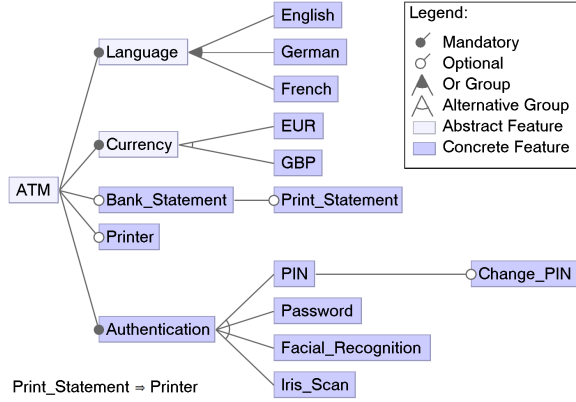 Legend:
Mandatory
Optional
Or Group
Alternative Group
Abstract Feature
Concrete Feature
ATM
Language
English
German
French
Currency
EUR
GBP
Bank_Statement
Print_Statement
Printer
Authentication
PIN
Change_PIN
Password
Facial_Recognition
Iris_Scan
Print_Statement ⇒ Printer